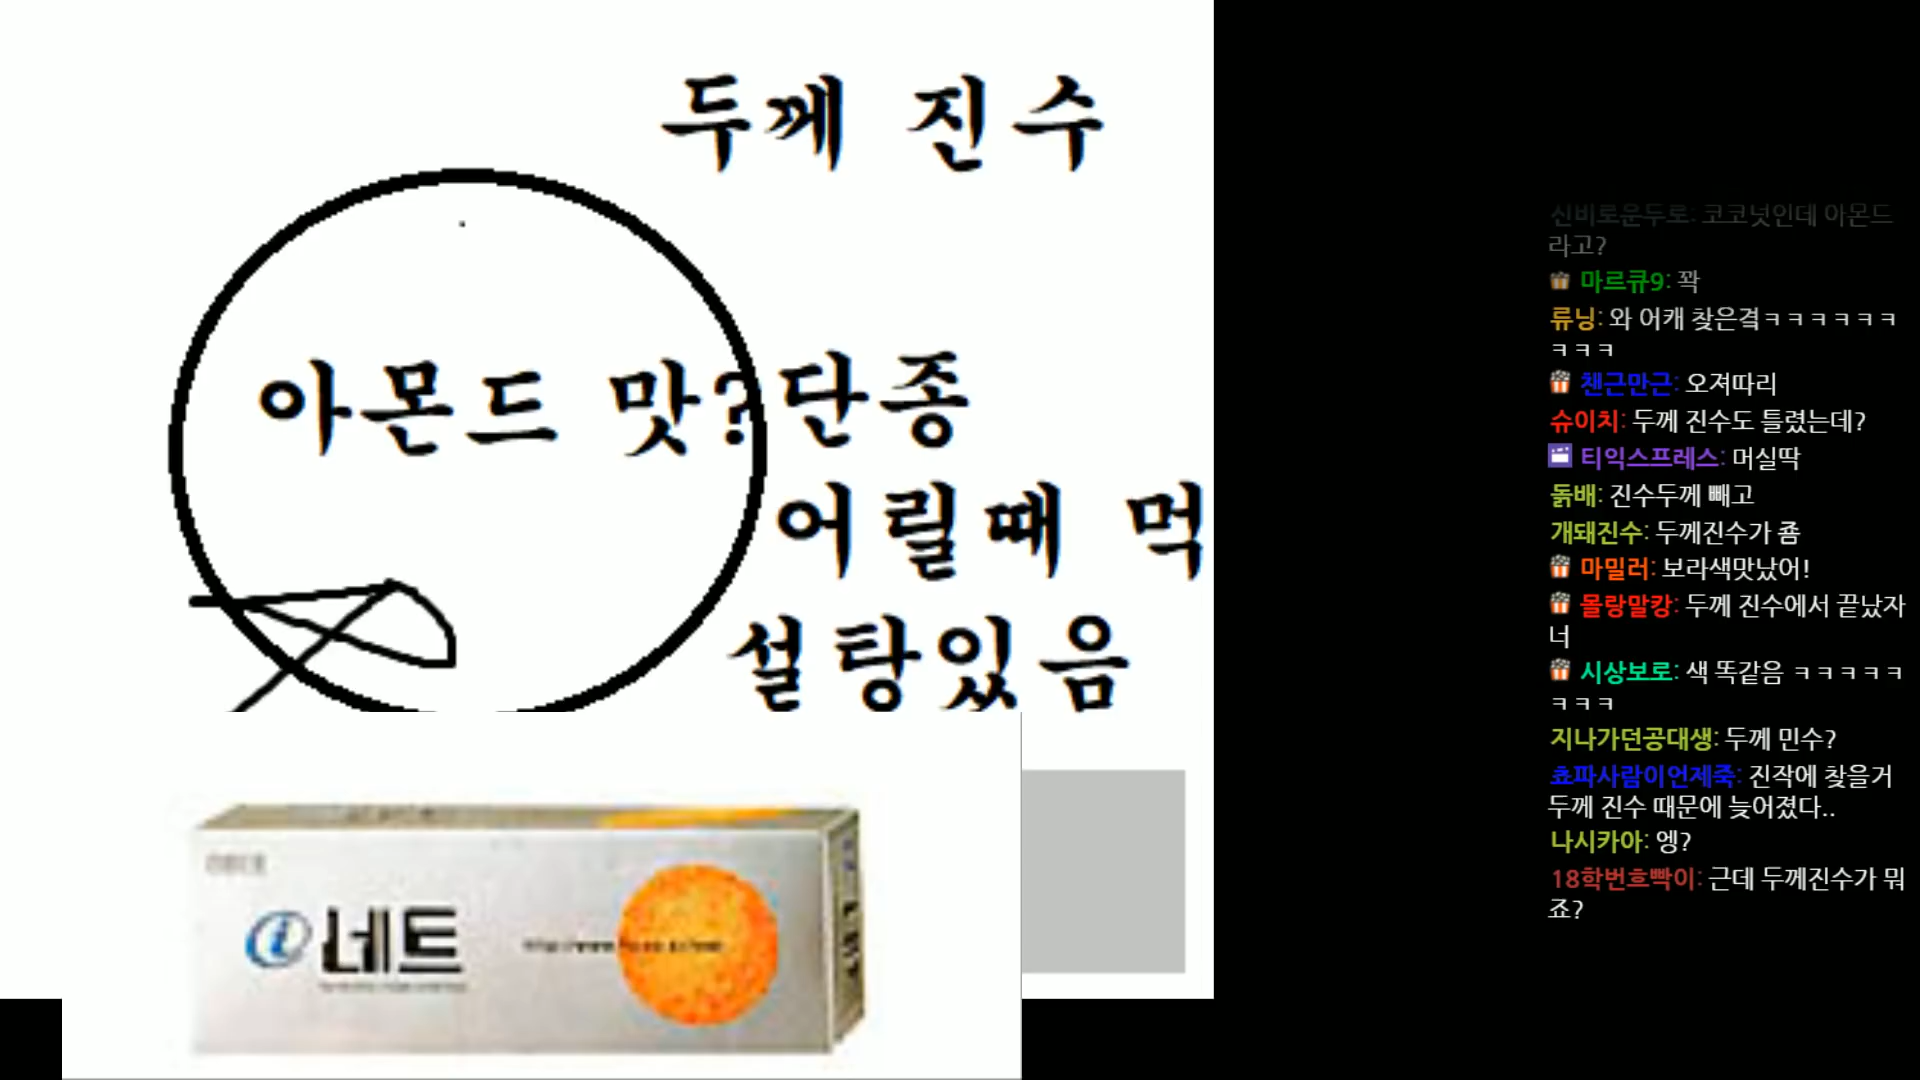 두께 진수
아몬드 맛?
단종
어릴때 먹
설탕있음
i 네트
신비로운두로: 코코넛인데 아몬드
라고?
마르큐9: 꽉
류닝: 와 어캐 찾은겈ㅋㅋㅋㅋㅋㅋ
ㅋㅋㅋ
첸근만근: 오져따리
슈이치: 두께 진수도 틀렸는데?
티익스프레스: 머실딱
돍배: 진수두께 빼고
개돼진수: 두께진수가 좀
마밀러: 보라색맛났어!
몰랑말캉: 두께 진수에서 끝났자
너
시상보로: 색 똑같음 ㅋㅋㅋㅋㅋ
ㅋㅋㅋ
지나가던공대생: 두께 민수?
쵸파사람이언제죽: 진작에 찾을거
두께 진수 때문에 늦어졌다..
나시카아: 엥?
18학번흐빡이: 근데 두께진수가 뭐
죠?